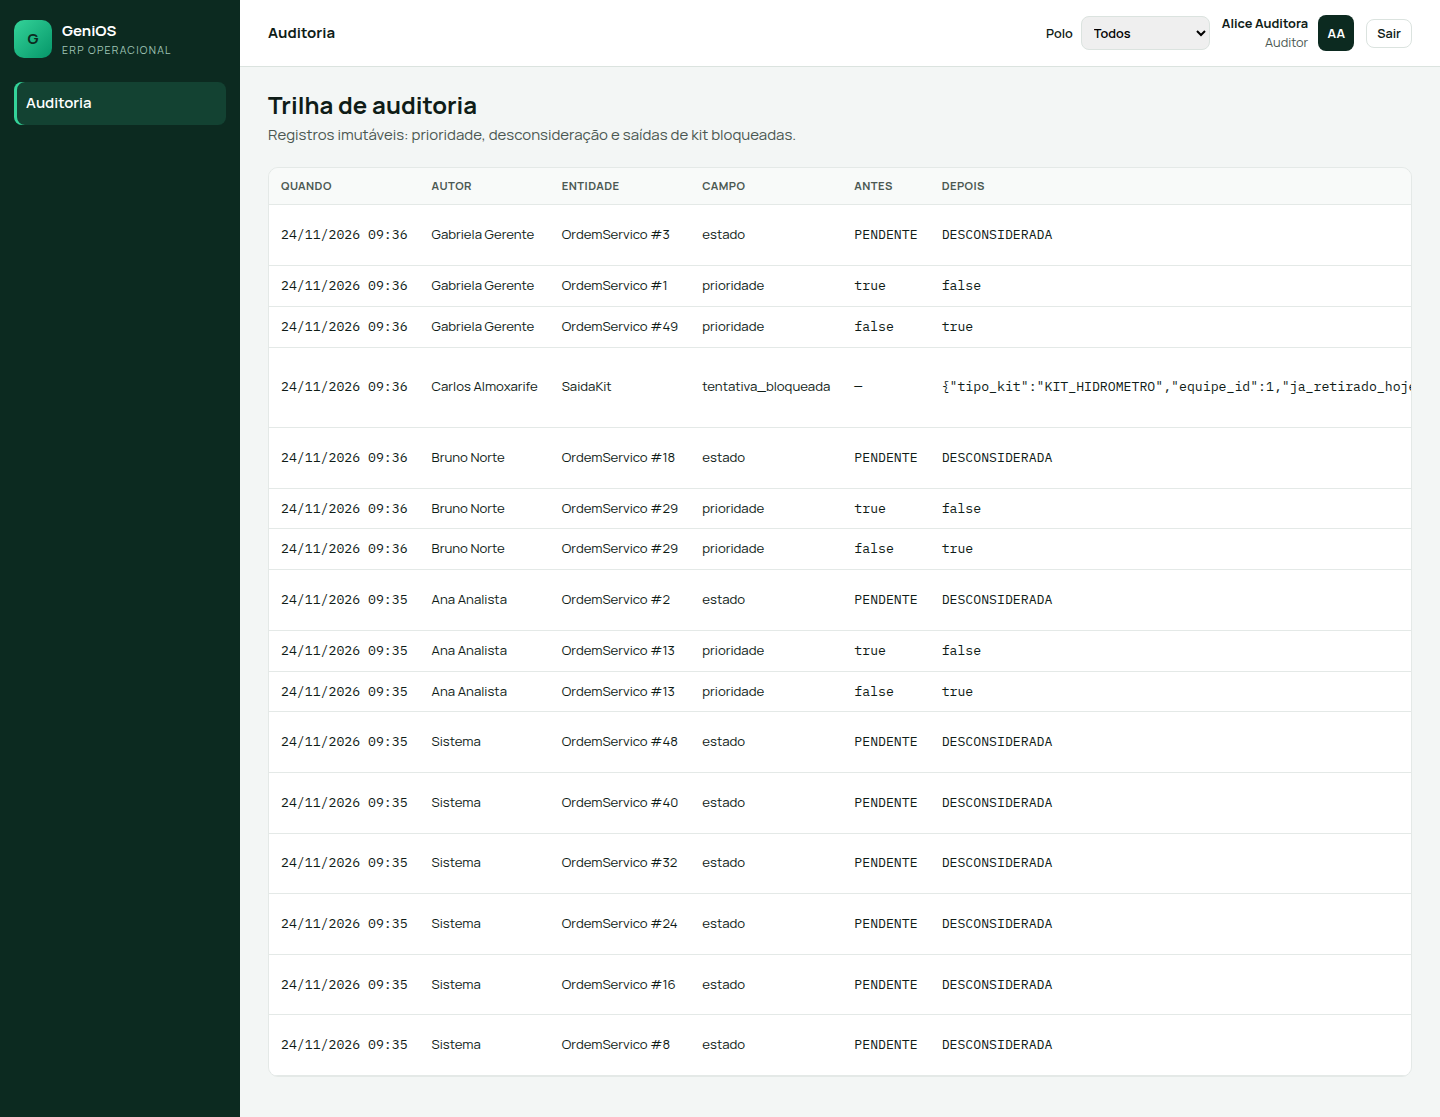 G
GeniOS
ERP OPERACIONAL
Auditoria
Auditoria
Polo
Todos
Alice Auditora
Auditor
AA
Sair
Trilha de auditoria
Registros imutáveis: prioridade, desconsideração e saídas de kit bloqueadas.
QUANDO AUTOR ENTIDADE CAMPO ANTES DEPOIS
24/11/2026 09:36 Gabriela Gerente OrdemServico #3 estado PENDENTE DESCONSIDERADA
24/11/2026 09:36 Gabriela Gerente OrdemServico #1 prioridade true false
24/11/2026 09:36 Gabriela Gerente OrdemServico #49 prioridade false true
24/11/2026 09:36 Carlos Almoxarife SaidaKit tentativa_bloqueada — {"tipo_kit":"KIT_HIDROMETRO","equipe_id":1,"ja_retirado_hoje
24/11/2026 09:36 Bruno Norte OrdemServico #18 estado PENDENTE DESCONSIDERADA
24/11/2026 09:36 Bruno Norte OrdemServico #29 prioridade true false
24/11/2026 09:36 Bruno Norte OrdemServico #29 prioridade false true
24/11/2026 09:35 Ana Analista OrdemServico #2 estado PENDENTE DESCONSIDERADA
24/11/2026 09:35 Ana Analista OrdemServico #13 prioridade true false
24/11/2026 09:35 Ana Analista OrdemServico #13 prioridade false true
24/11/2026 09:35 Sistema OrdemServico #48 estado PENDENTE DESCONSIDERADA
24/11/2026 09:35 Sistema OrdemServico #40 estado PENDENTE DESCONSIDERADA
24/11/2026 09:35 Sistema OrdemServico #32 estado PENDENTE DESCONSIDERADA
24/11/2026 09:35 Sistema OrdemServico #24 estado PENDENTE DESCONSIDERADA
24/11/2026 09:35 Sistema OrdemServico #16 estado PENDENTE DESCONSIDERADA
24/11/2026 09:35 Sistema OrdemServico #8 estado PENDENTE DESCONSIDERADA